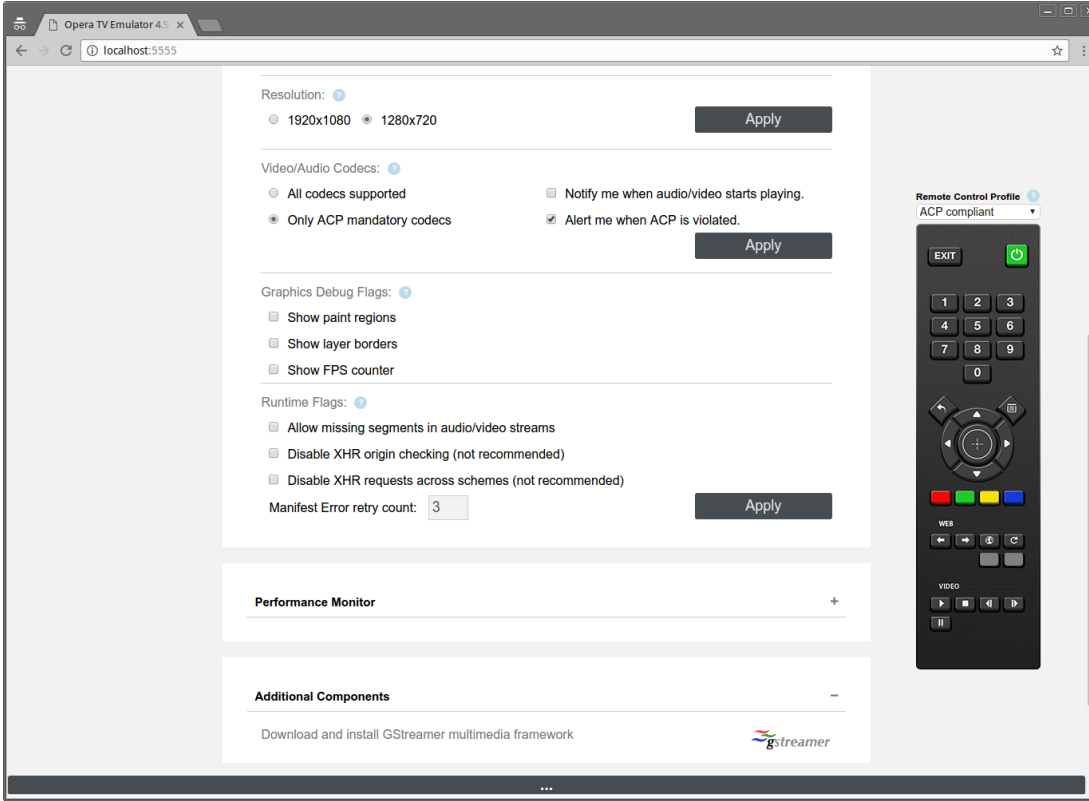 Opera TV Emulator 4.9
localhost:5555
Resolution:
1920x1080 1280x720
Apply
Video/Audio Codecs:
All codecs supported
Notify me when audio/video starts playing.
Only ACP mandatory codecs
Alert me when ACP is violated.
Apply
Graphics Debug Flags:
Show paint regions
Show layer borders
Show FPS counter
Runtime Flags:
Allow missing segments in audio/video streams
Disable XHR origin checking (not recommended)
Disable XHR requests across schemes (not recommended)
Manifest Error retry count: 3
Apply
Performance Monitor +
Additional Components −
Download and install GStreamer multimedia framework
gstreamer
...
Remote Control Profile ?
ACP compliant
EXIT
1 2 3
4 5 6
7 8 9
0
WEB
VIDEO